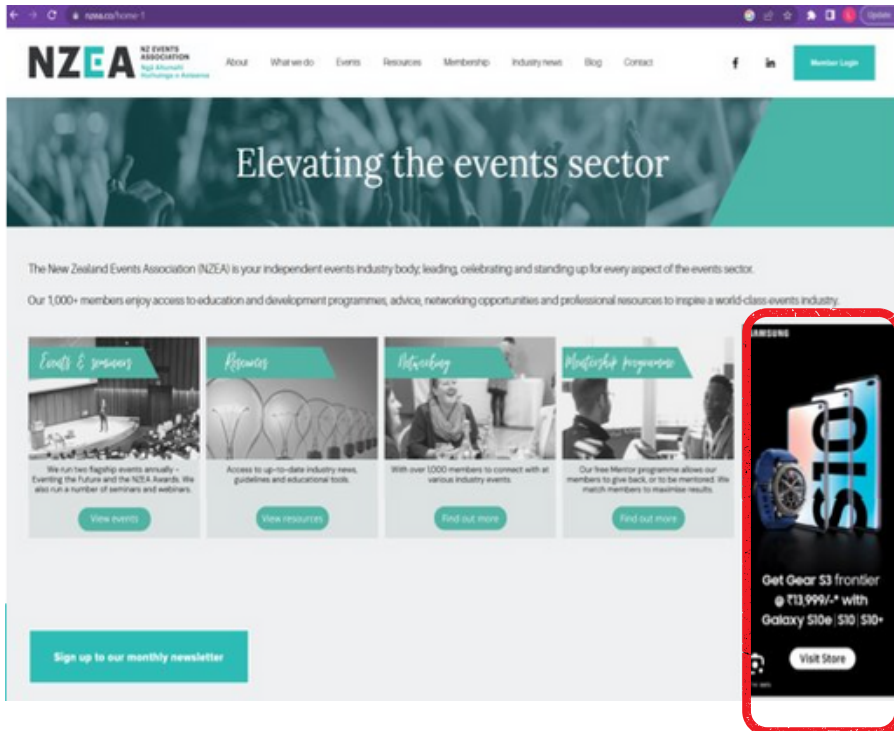 nzea.co/home-1
Update
NZEA
NZ EVENTS
ASSOCIATION
Ngā Ahumahi
Huihuinga o Aotearoa
About What we do Events Resources Membership Industry news Blog Contact
f in Member Login
Elevating the events sector
The New Zealand Events Association (NZEA) is your independent events industry body; leading, celebrating and standing up for every aspect of the events sector.
Our 1,000+ members enjoy access to education and development programmes, advice, networking opportunities and professional resources to inspire a world-class events industry.
Events & seminars
We run two flagship events annually –
Eventing the Future and the NZEA Awards. We
also run a number of seminars and webinars.
View events
Resources
Access to up-to-date industry news,
guidelines and educational tools.
View resources
Networking
With over 1,000 members to connect with at
various industry events.
Find out more
Mentorship programme
Our free Mentor programme allows our
members to give back, or to be mentored. We
match members to maximise results.
Find out more
SAMSUNG
S10
Get Gear S3 frontier
@ ₹13,999/-* with
Galaxy S10e | S10 | S10+
Visit Store
Sign up to our monthly newsletter